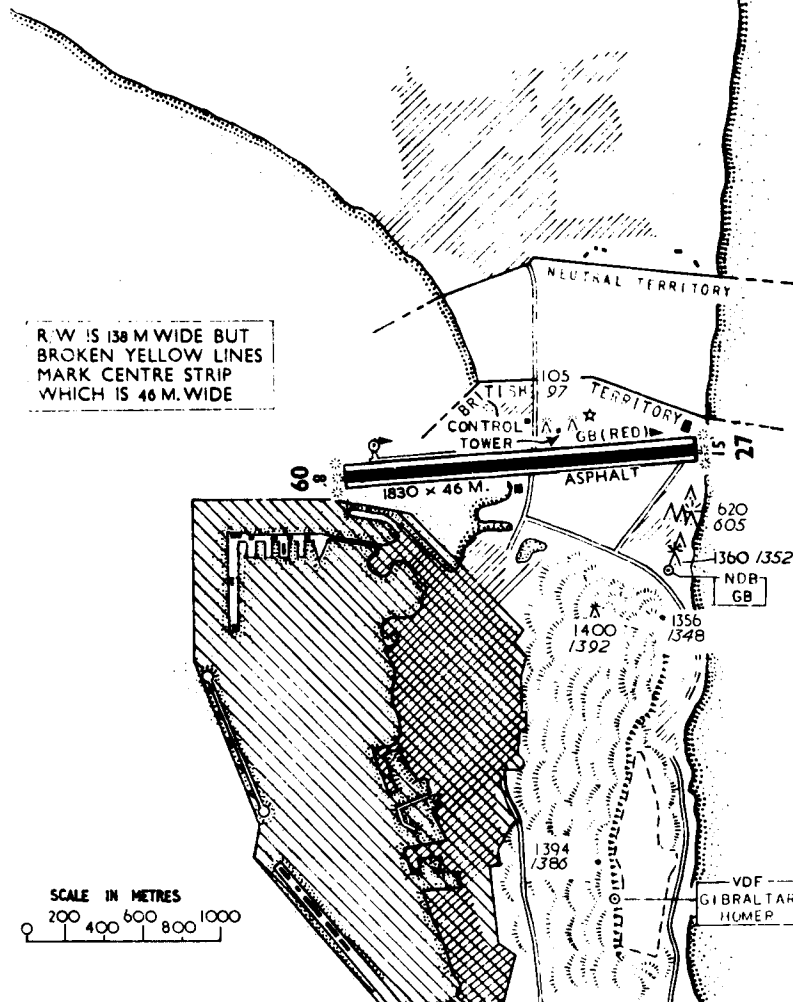 NEUTRAL TERRITORY
R/W IS 138 M WIDE BUT
BROKEN YELLOW LINES
MARK CENTRE STRIP
WHICH IS 46 M. WIDE
BRITISH TERRITORY
105
97
CONTROL
TOWER
GB(RED)
09
8
15
27
1830 × 46 M.
ASPHALT
620
605
1360 1352
NDB
GB
1400
1392
1356
1348
1394
1386
VDF
GIBRALTAR
HOMER
SCALE IN METRES
0 200 400 600 800 1000